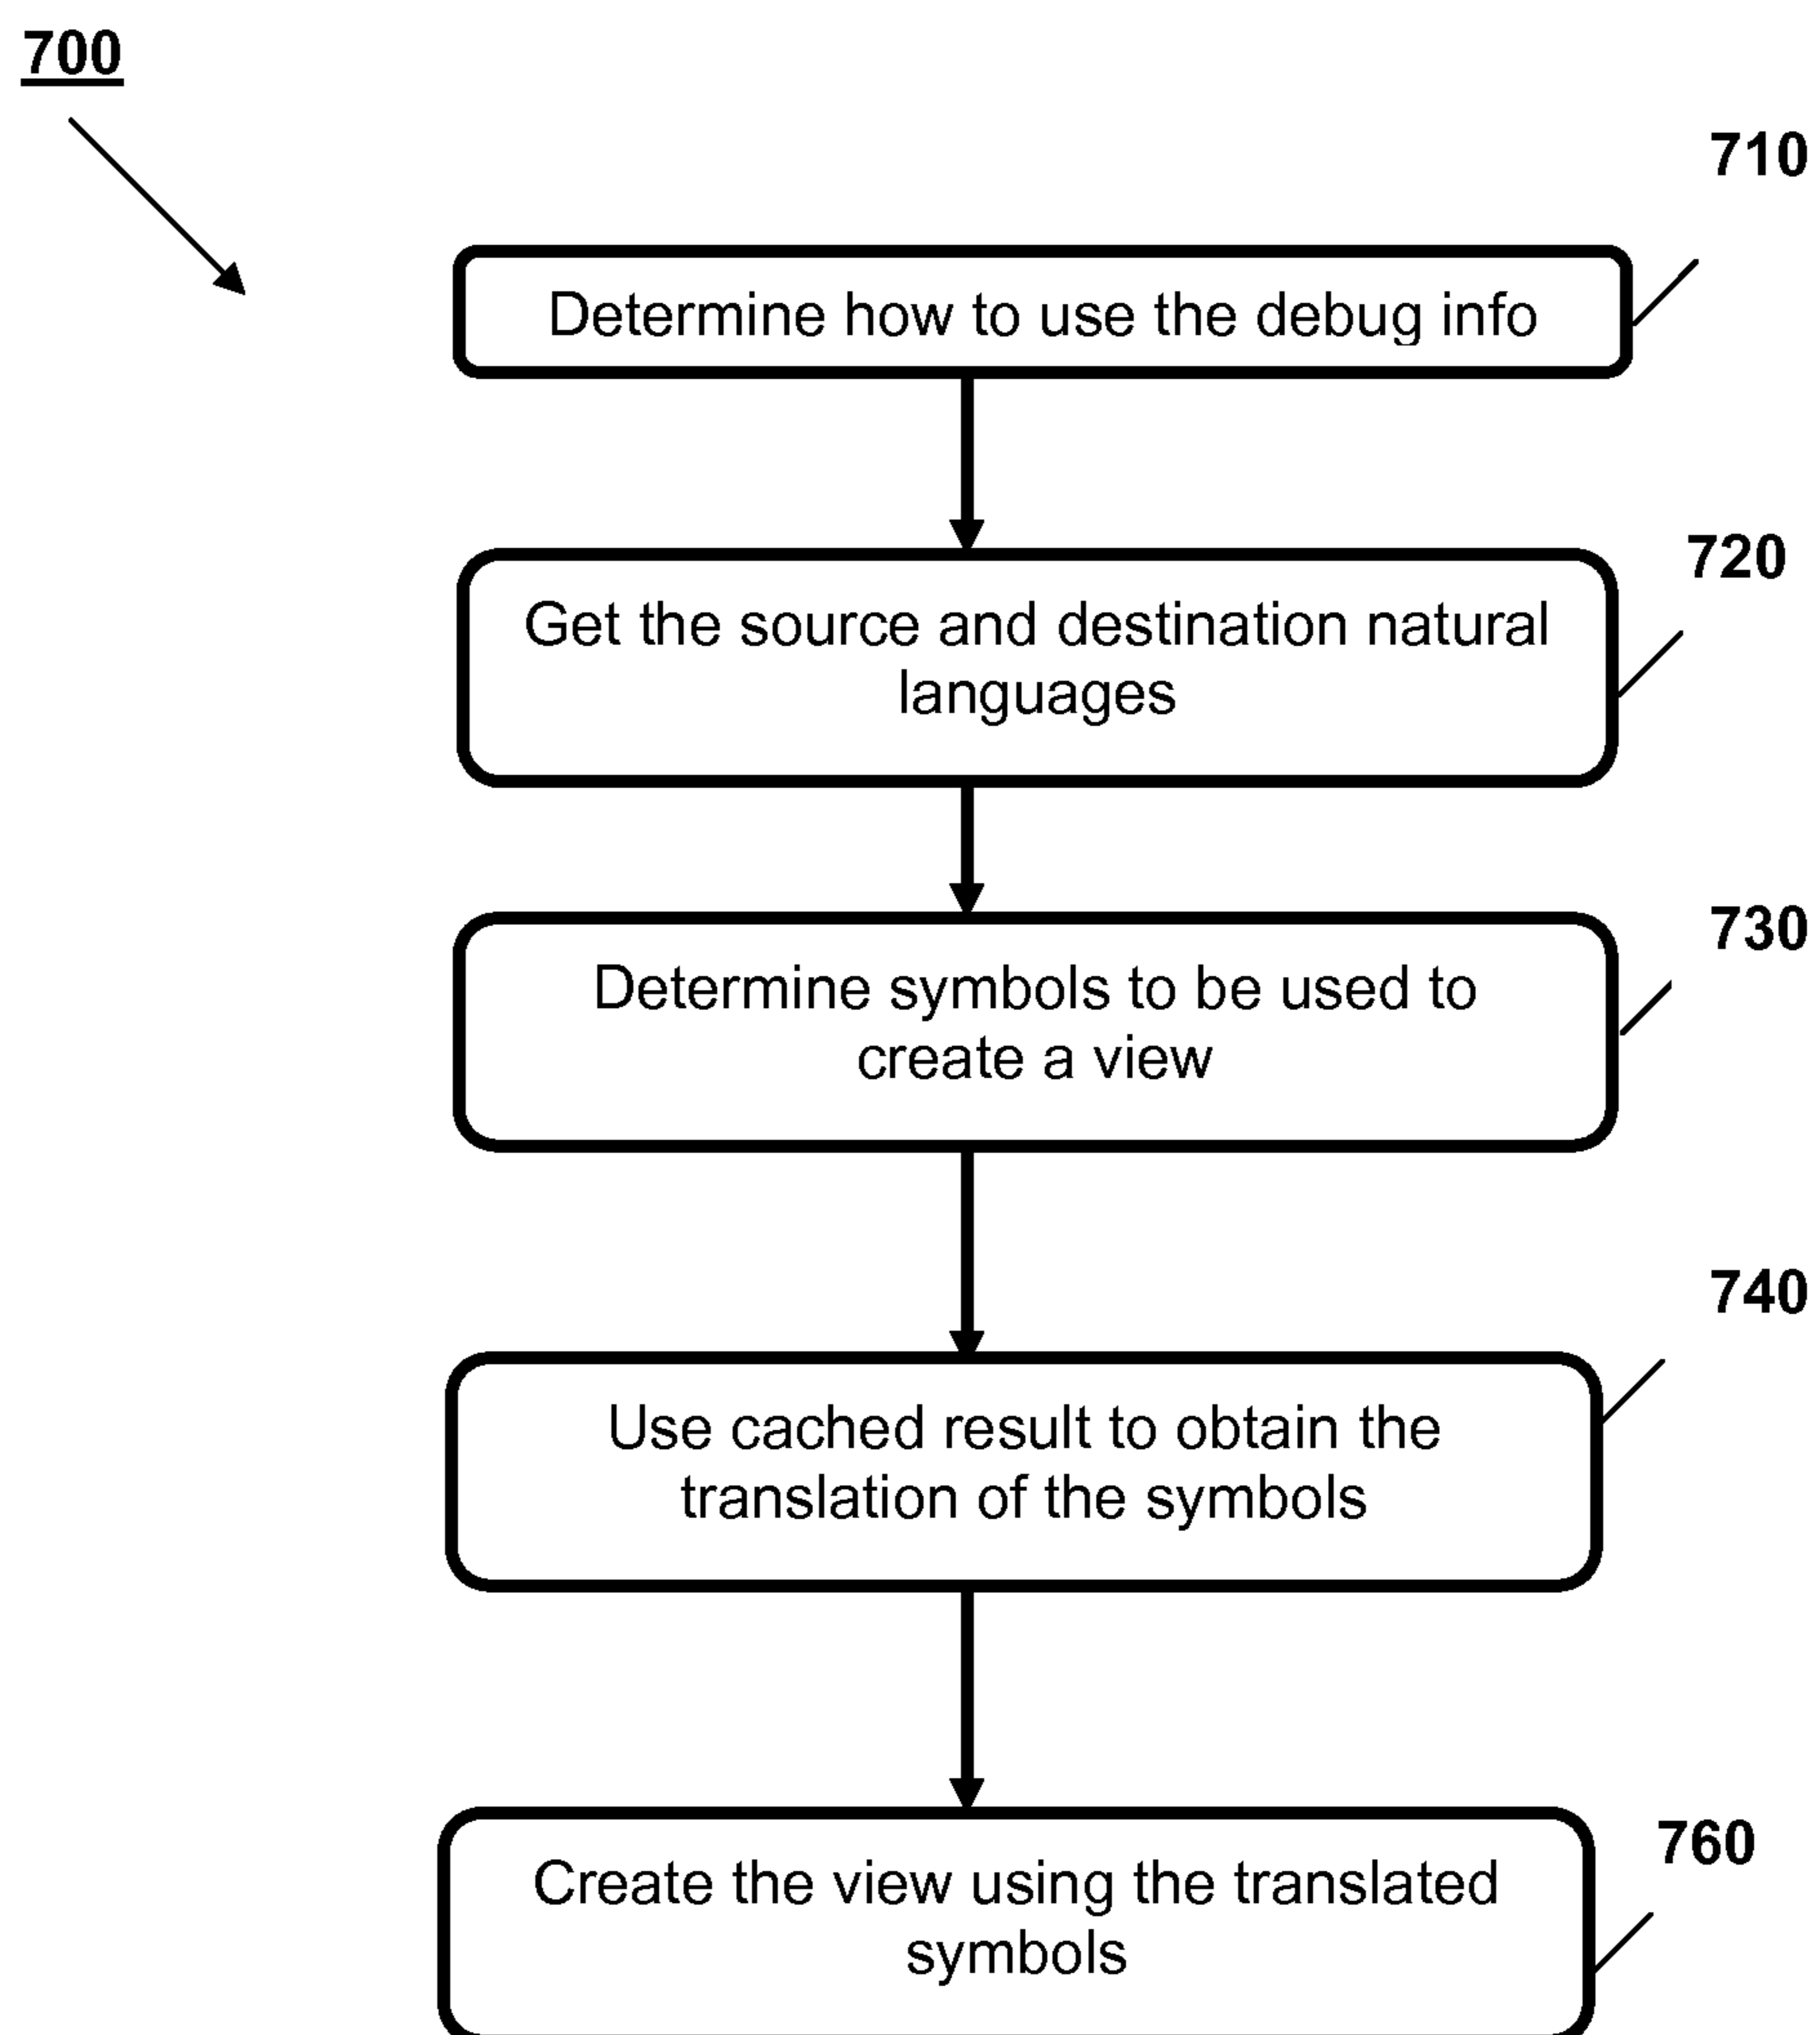 700
710
Determine how to use the debug info
720
Get the source and destination natural
languages
730
Determine symbols to be used to
create a view
740
Use cached result to obtain the
translation of the symbols
760
Create the view using the translated
symbols